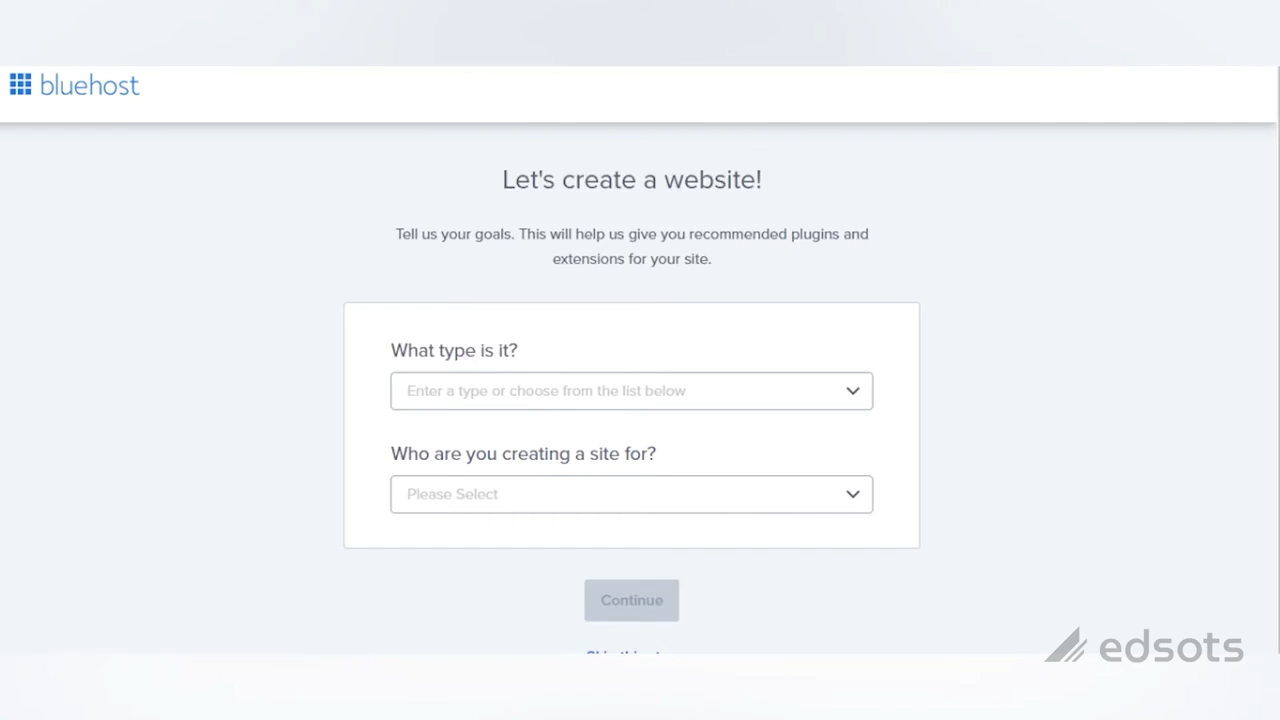 bluehost
Let's create a website!
Tell us your goals. This will help us give you recommended plugins and
extensions for your site.
What type is it?
Enter a type or choose from the list below
Who are you creating a site for?
Please Select
Continue
edsots